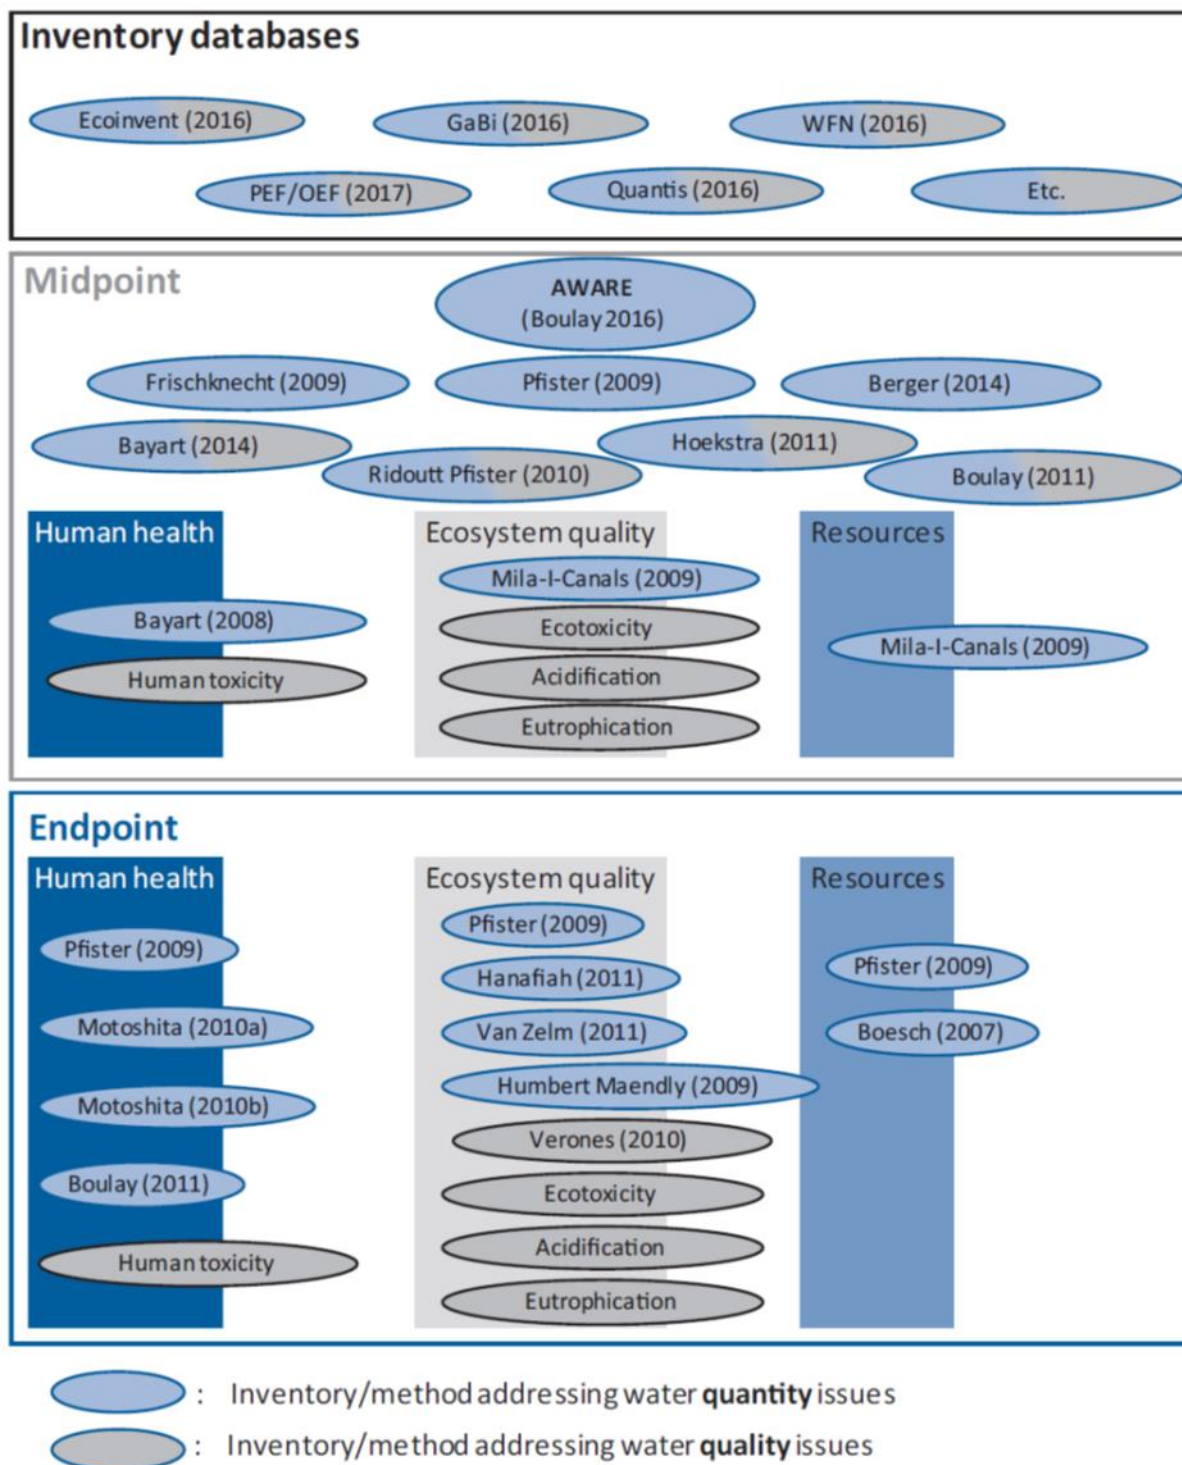 Inventory databases
Ecoinvent (2016)
GaBi (2016)
WFN (2016)
PEF/OEF (2017)
Quantis (2016)
Etc.
Midpoint
AWARE
(Boulay 2016)
Frischknecht (2009)
Pfister (2009)
Berger (2014)
Bayart (2014)
Ridoutt Pfister (2010)
Hoekstra (2011)
Boulay (2011)
Human health
Bayart (2008)
Human toxicity
Ecosystem quality
Mila-I-Canals (2009)
Ecotoxicity
Acidification
Eutrophication
Resources
Mila-I-Canals (2009)
Endpoint
Human health
Pfister (2009)
Motoshita (2010a)
Motoshita (2010b)
Boulay (2011)
Human toxicity
Ecosystem quality
Pfister (2009)
Hanafiah (2011)
Van Zelm (2011)
Humbert Maendly (2009)
Verones (2010)
Ecotoxicity
Acidification
Eutrophication
Resources
Pfister (2009)
Boesch (2007)
: Inventory/method addressing water quantity issues
: Inventory/method addressing water quality issues